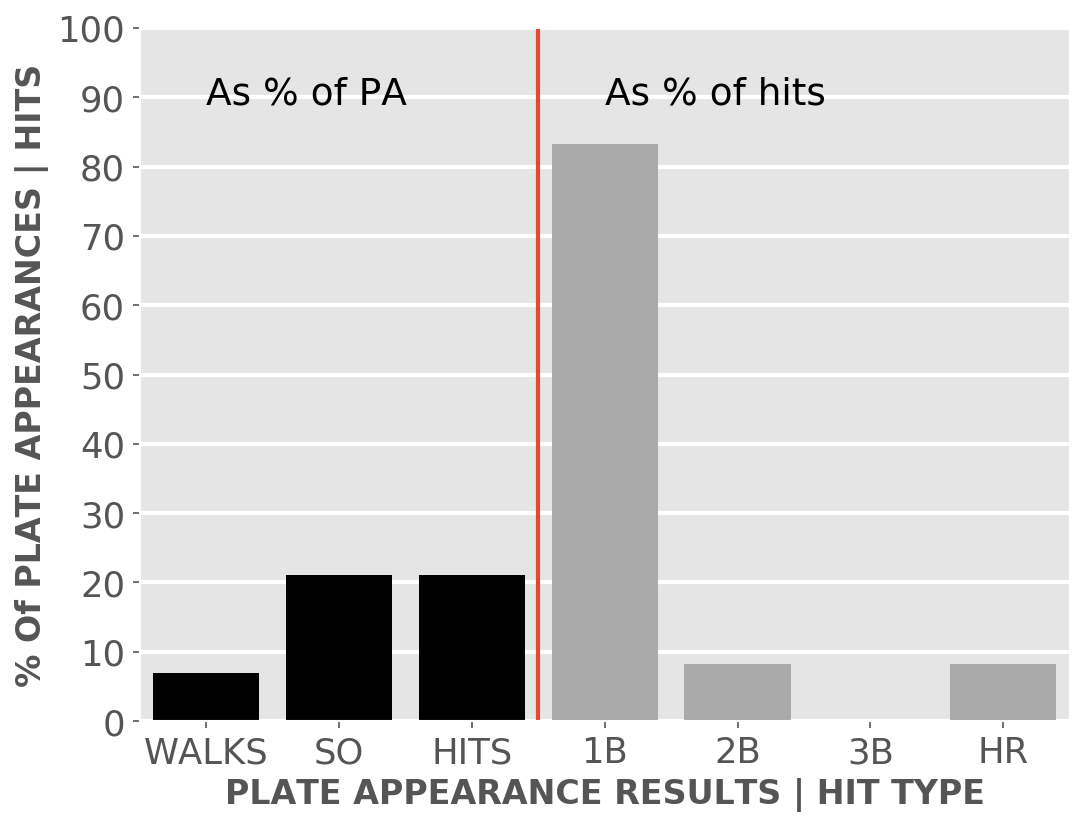 % Of PLATE APPEARANCES | HITS
100
90
80
70
60
50
40
30
20
10
0
As % of PA
As % of hits
WALKS SO HITS 1B 2B 3B HR
PLATE APPEARANCE RESULTS | HIT TYPE